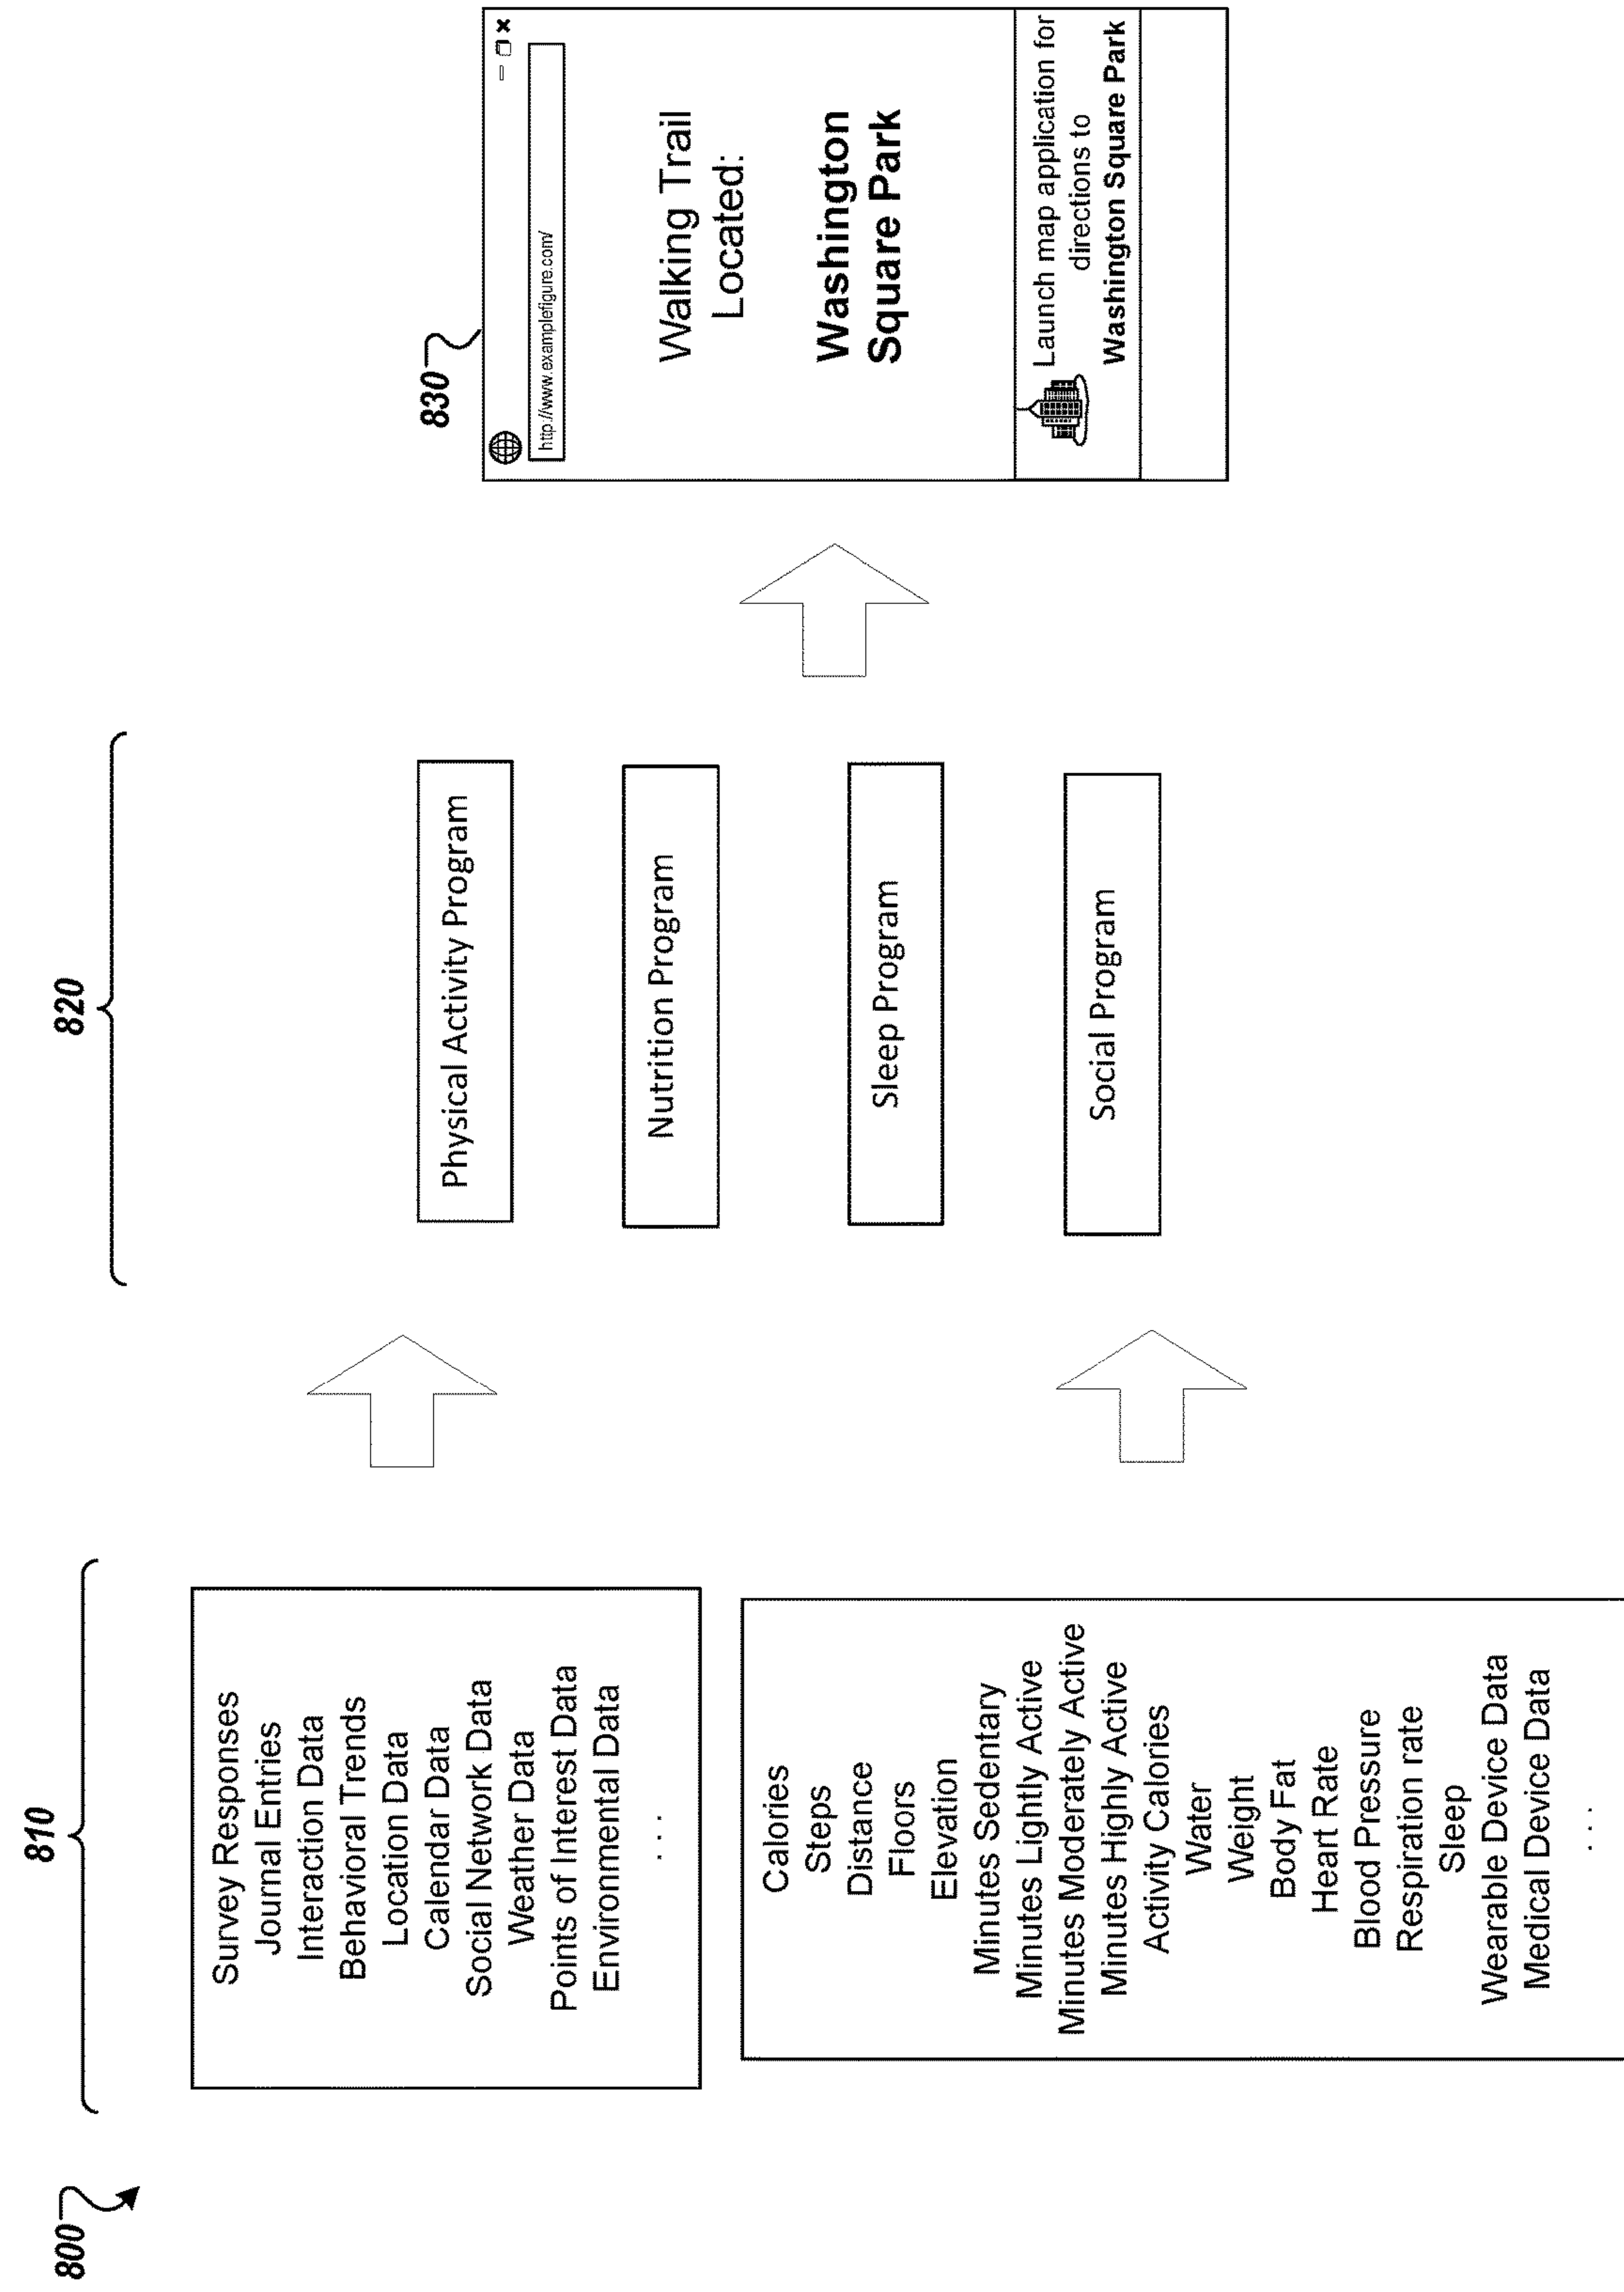 800
810
Survey Responses
Journal Entries
Interaction Data
Behavioral Trends
Location Data
Calendar Data
Social Network Data
Weather Data
Points of Interest Data
Environmental Data
. . .
Calories
Steps
Distance
Floors
Elevation
Minutes Sedentary
Minutes Lightly Active
Minutes Moderately Active
Minutes Highly Active
Activity Calories
Water
Weight
Body Fat
Heart Rate
Blood Pressure
Respiration rate
Sleep
Wearable Device Data
Medical Device Data
. . .
820
Physical Activity Program
Nutrition Program
Sleep Program
Social Program
830
http://www.examplefigure.com/
Walking Trail
Located:
Washington
Square Park
Launch map application for
directions to
Washington Square Park